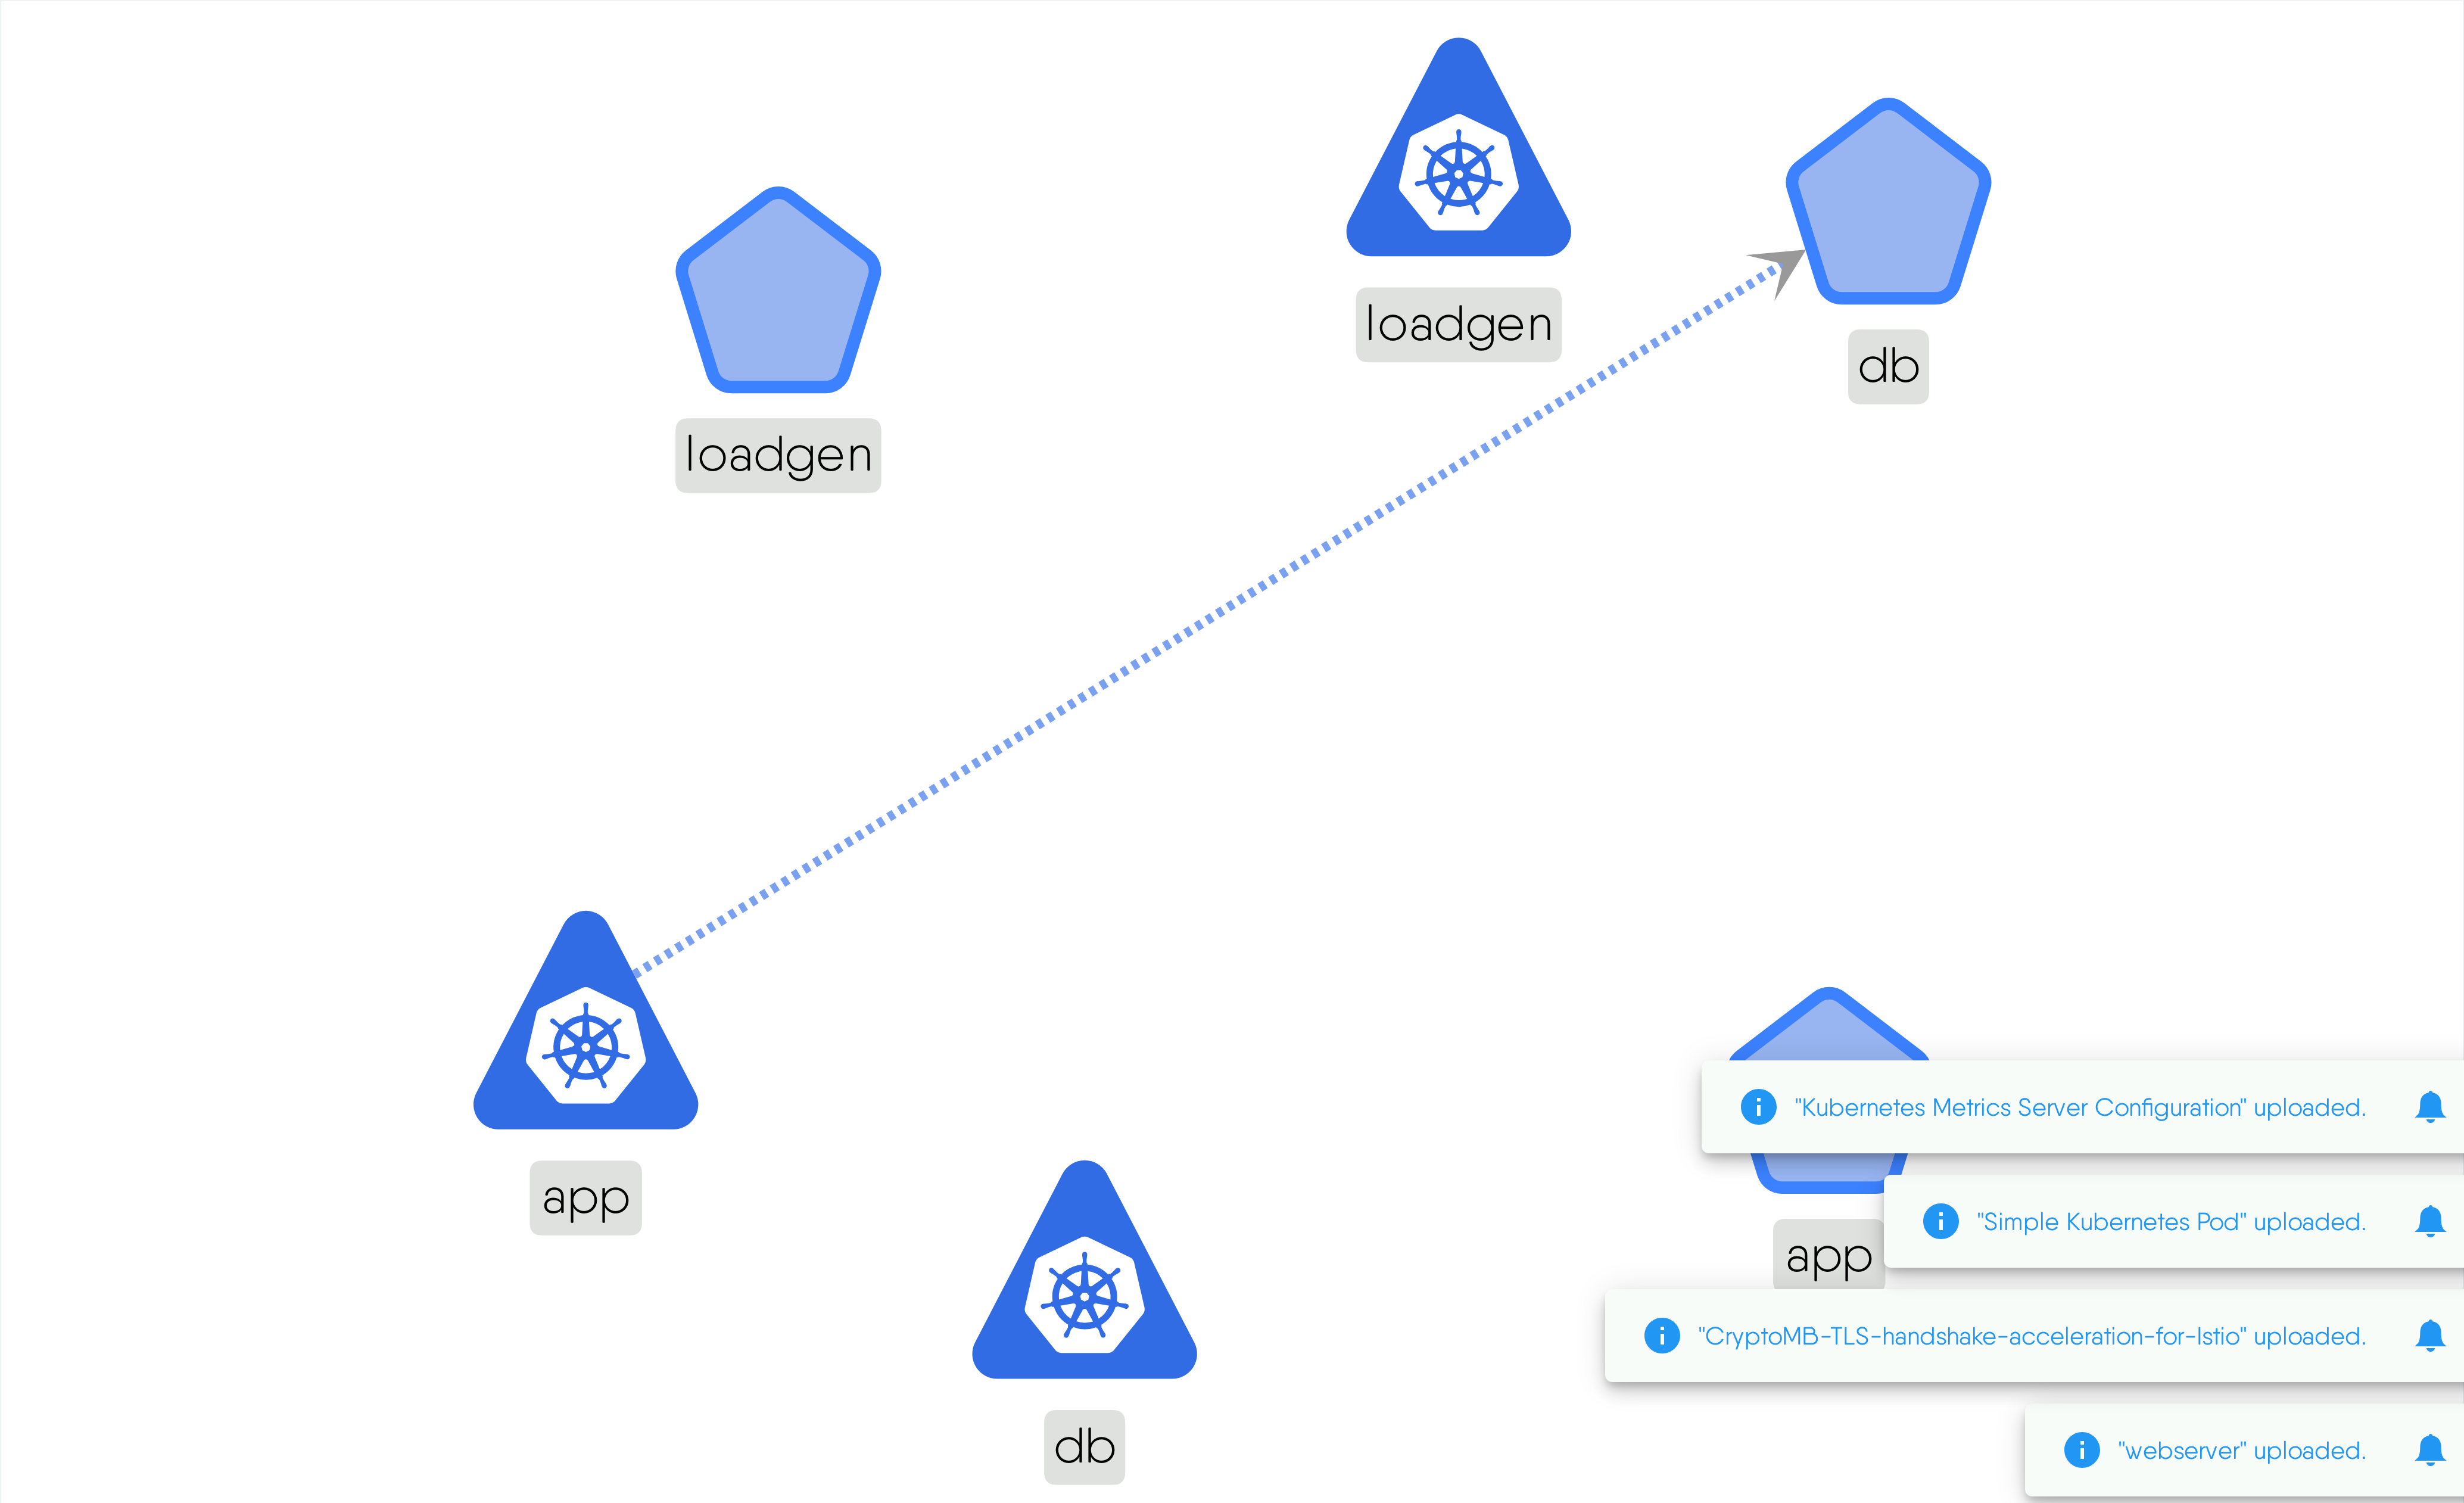 loadgen
db
loadgen
app
db
app
"Kubernetes Metrics Server Configuration" uploaded.
"Simple Kubernetes Pod" uploaded.
"CryptoMB-TLS-handshake-acceleration-for-Istio" uploaded.
"webserver" uploaded.